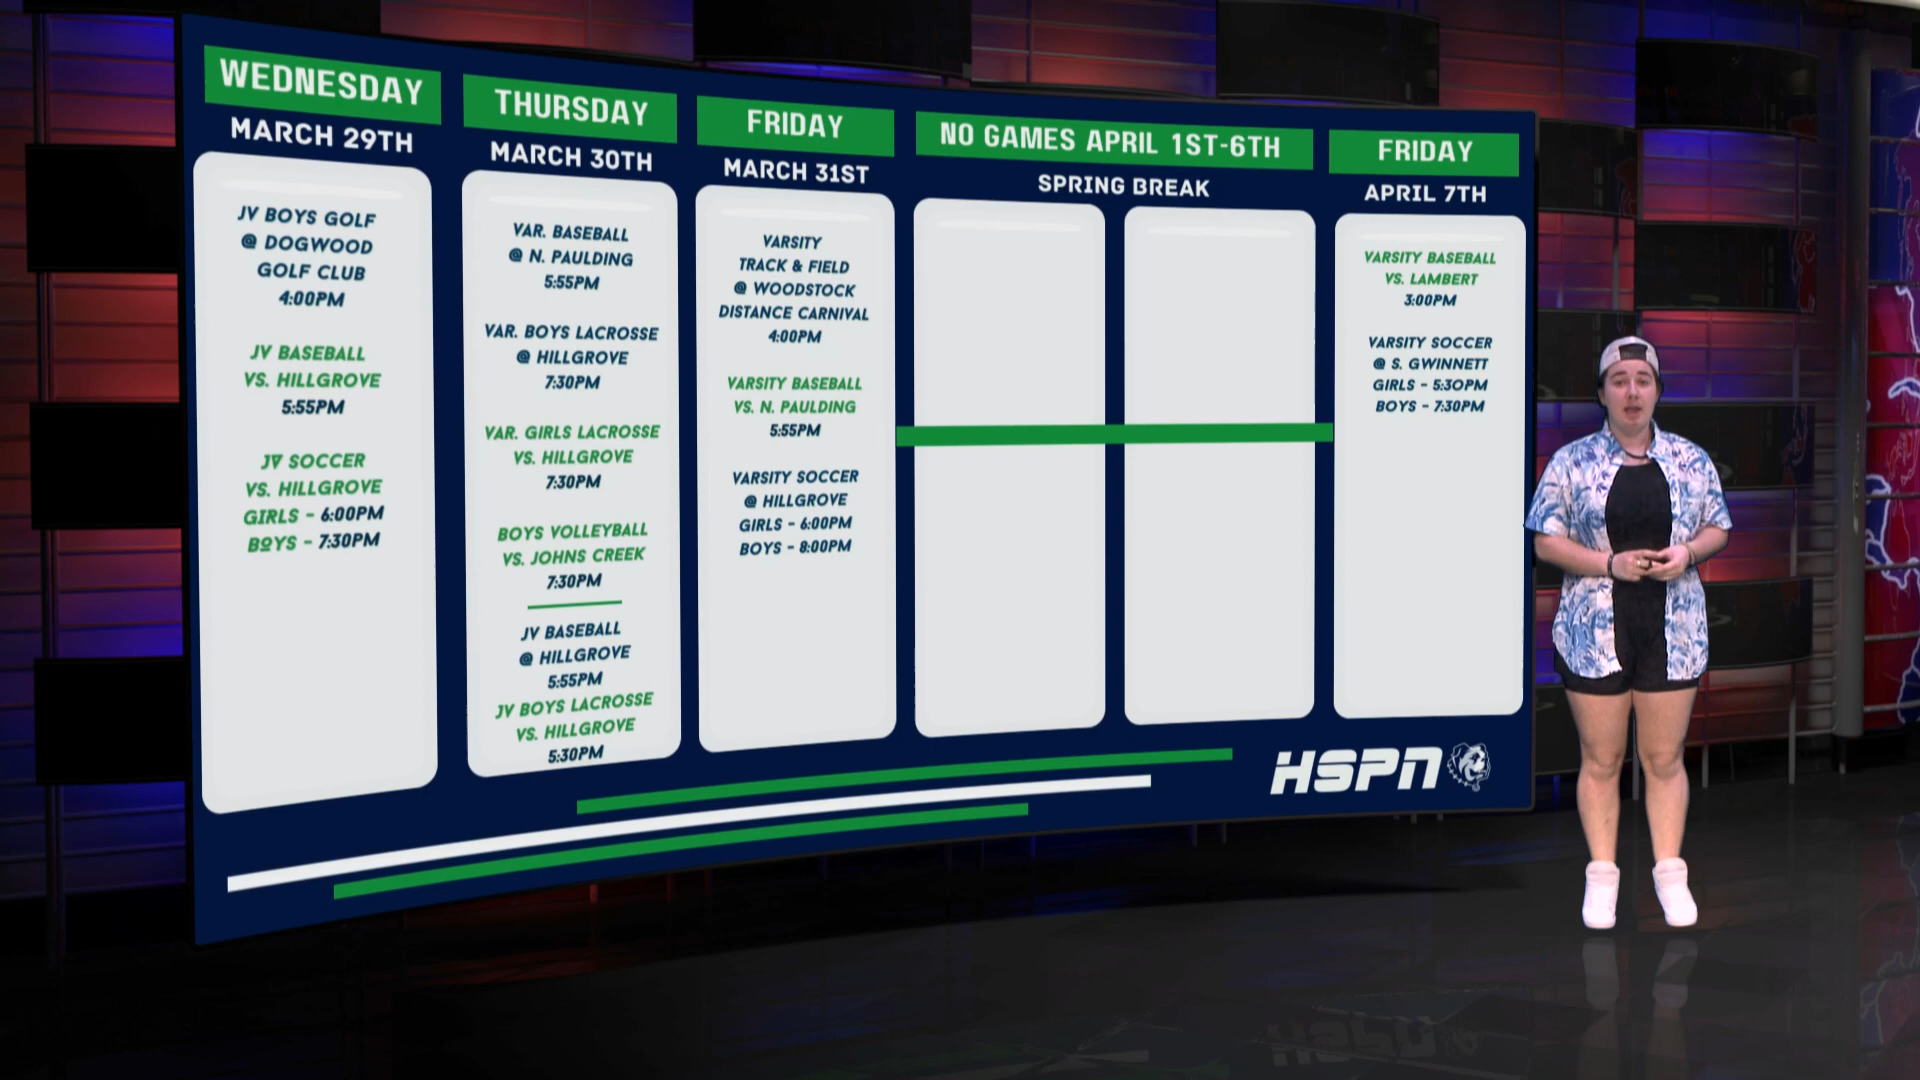 WEDNESDAY
MARCH 29TH
JV BOYS GOLF
@ DOGWOOD
GOLF CLUB
4:00PM
JV BASEBALL
VS. HILLGROVE
5:55PM
JV SOCCER
VS. HILLGROVE
GIRLS - 6:00PM
BOYS - 7:30PM
THURSDAY
MARCH 30TH
VAR. BASEBALL
@ N. PAULDING
5:55PM
VAR. BOYS LACROSSE
@ HILLGROVE
7:30PM
VAR. GIRLS LACROSSE
VS. HILLGROVE
7:30PM
BOYS VOLLEYBALL
VS. JOHNS CREEK
7:30PM
JV BASEBALL
@ HILLGROVE
5:55PM
JV BOYS LACROSSE
VS. HILLGROVE
5:30PM
FRIDAY
MARCH 31ST
VARSITY
TRACK & FIELD
@ WOODSTOCK
DISTANCE CARNIVAL
4:00PM
VARSITY BASEBALL
VS. N. PAULDING
5:55PM
VARSITY SOCCER
@ HILLGROVE
GIRLS - 6:00PM
BOYS - 8:00PM
NO GAMES APRIL 1ST-6TH
SPRING BREAK
FRIDAY
APRIL 7TH
VARSITY BASEBALL
VS. LAMBERT
3:00PM
VARSITY SOCCER
@ S. GWINNETT
GIRLS - 5:30PM
BOYS - 7:30PM
HSPN